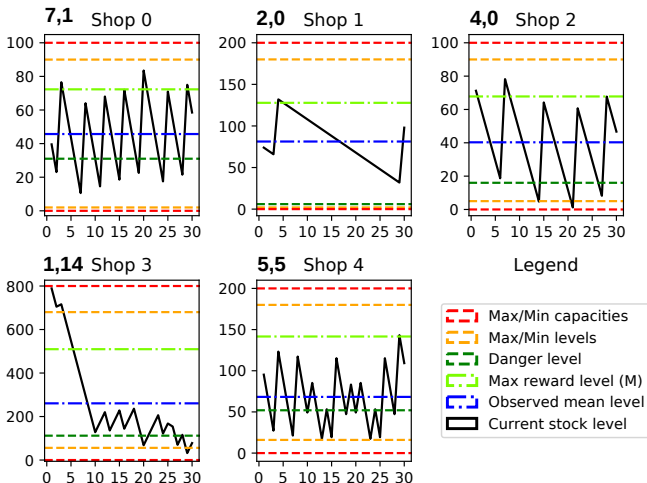 7,1 Shop 0
100
80
60
40
20
0
0 5 10 15 20 25 30
2,0 Shop 1
200
150
100
50
0
0 5 10 15 20 25 30
4,0 Shop 2
100
80
60
40
20
0
0 5 10 15 20 25 30
1,14 Shop 3
800
600
400
200
0
0 5 10 15 20 25 30
5,5 Shop 4
200
150
100
50
0
0 5 10 15 20 25 30
Legend
Max/Min capacities
Max/Min levels
Danger level
Max reward level (M)
Observed mean level
Current stock level